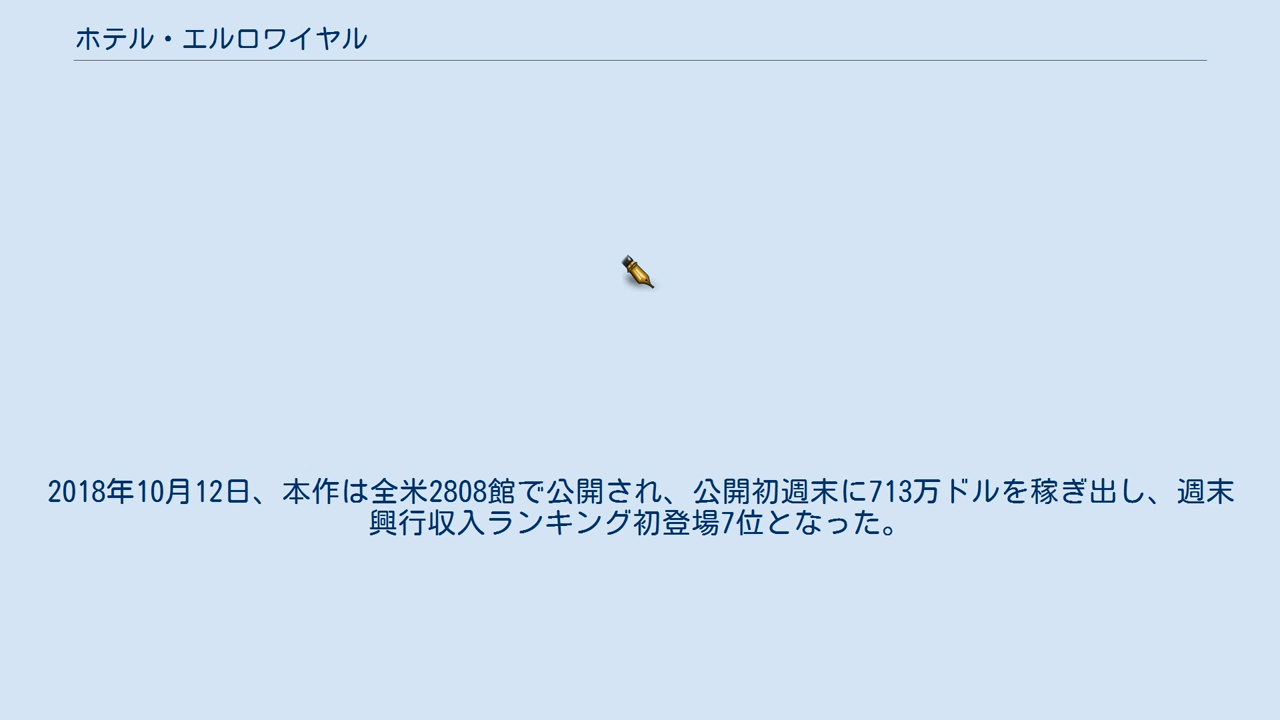 ホテル・エルロワイヤル
2018年10月12日、本作は全米2808館で公開され、公開初週末に713万ドルを稼ぎ出し、週末
興行収入ランキング初登場7位となった。